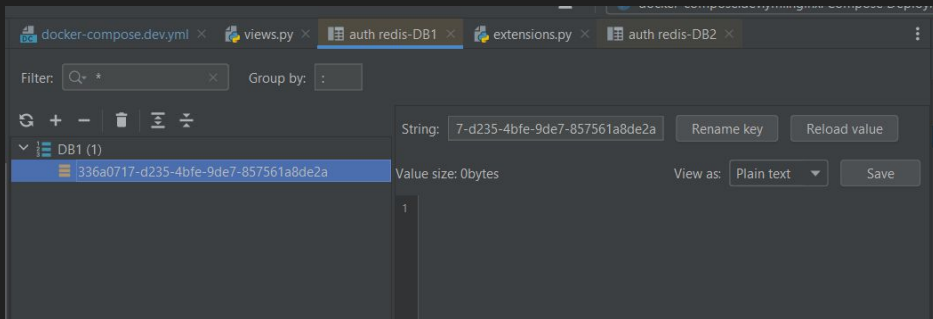 docker-compose.dev.yml views.py auth redis-DB1 extensions.py auth redis-DB2
Filter: * Group by: :
String: 7-d235-4bfe-9de7-857561a8de2a Rename key Reload value
DB1 (1)
336a0717-d235-4bfe-9de7-857561a8de2a
Value size: 0bytes View as: Plain text Save
1